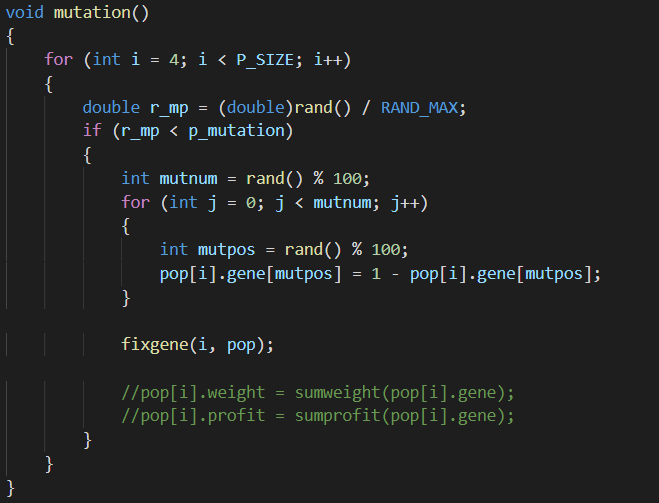 void mutation()
{
    for (int i = 4; i < P_SIZE; i++)
    {
        double r_mp = (double)rand() / RAND_MAX;
        if (r_mp < p_mutation)
        {
            int mutnum = rand() % 100;
            for (int j = 0; j < mutnum; j++)
            {
                int mutpos = rand() % 100;
                pop[i].gene[mutpos] = 1 - pop[i].gene[mutpos];
            }

            fixgene(i, pop);

            //pop[i].weight = sumweight(pop[i].gene);
            //pop[i].profit = sumprofit(pop[i].gene);
        }
    }
}